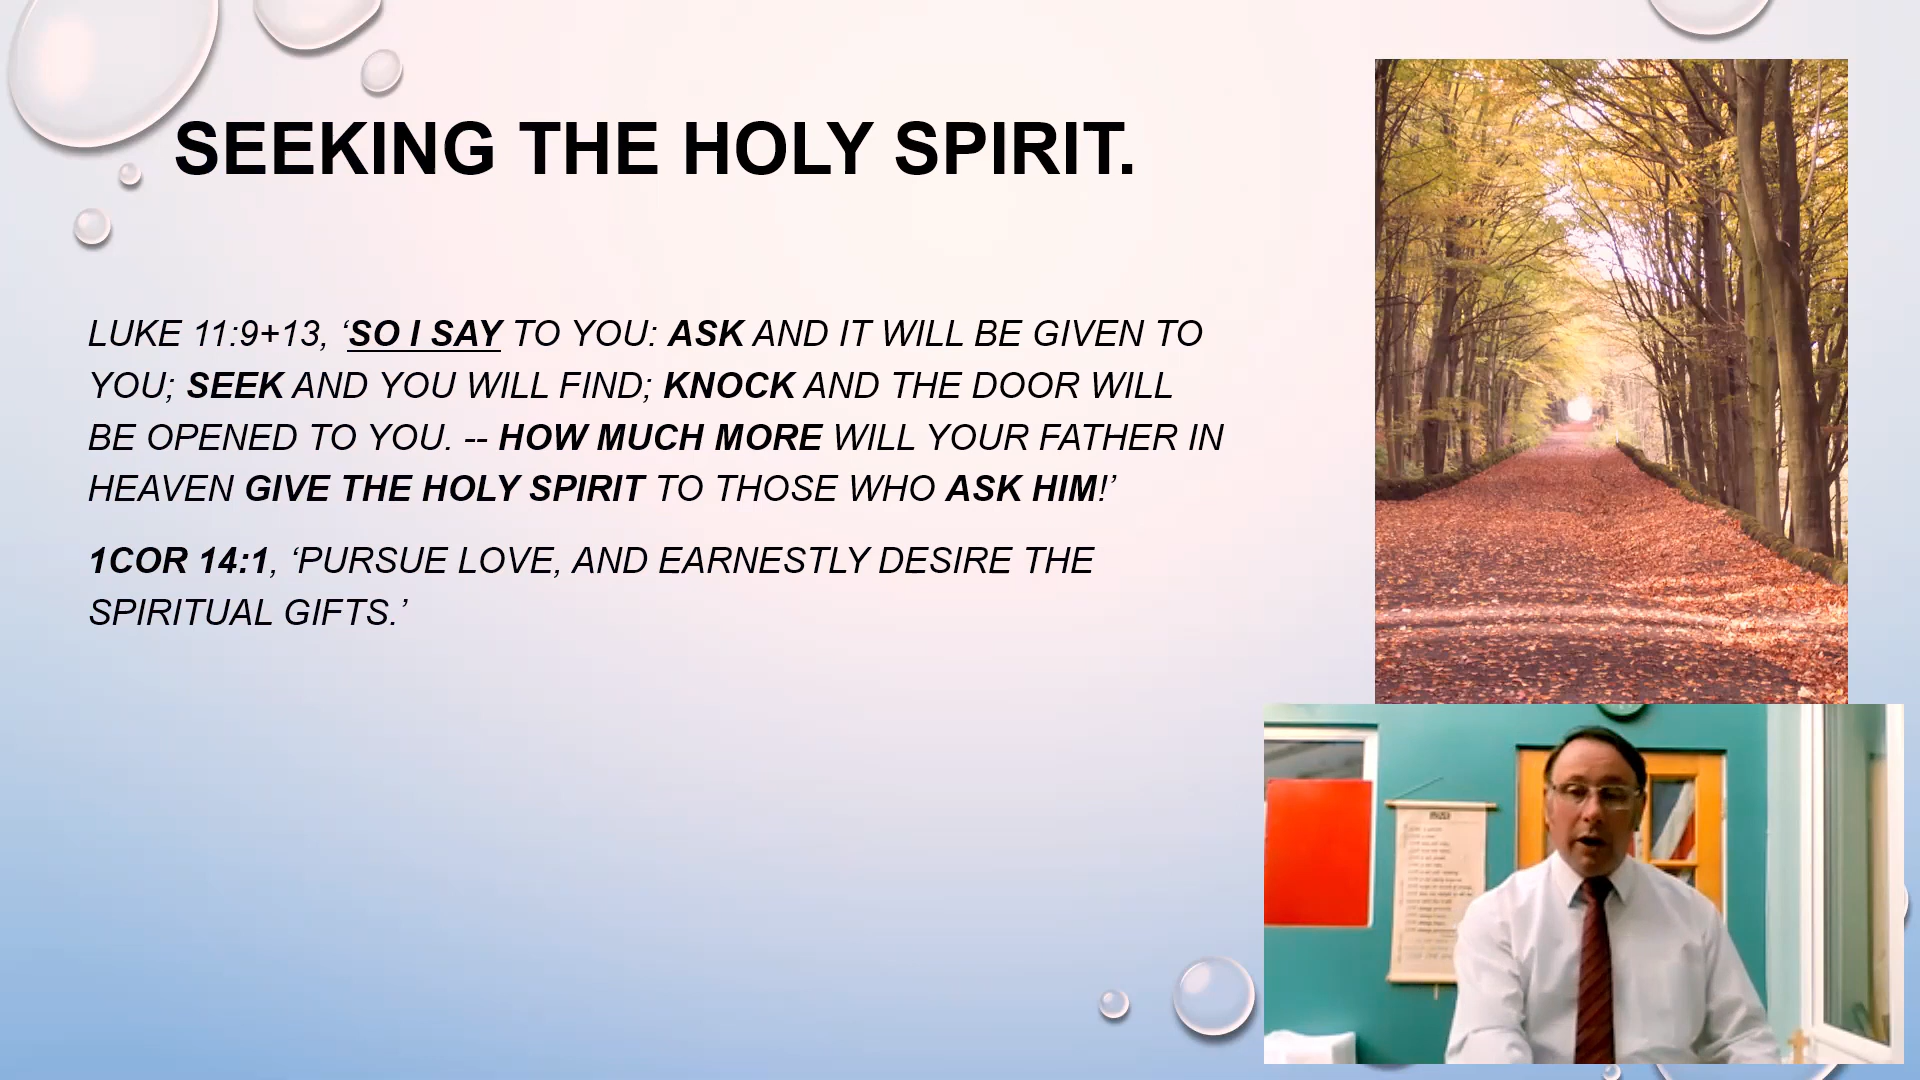 SEEKING THE HOLY SPIRIT.
LUKE 11:9+13, ‘SO I SAY TO YOU: ASK AND IT WILL BE GIVEN TO
YOU; SEEK AND YOU WILL FIND; KNOCK AND THE DOOR WILL
BE OPENED TO YOU. -- HOW MUCH MORE WILL YOUR FATHER IN
HEAVEN GIVE THE HOLY SPIRIT TO THOSE WHO ASK HIM!’
1COR 14:1, ‘PURSUE LOVE, AND EARNESTLY DESIRE THE
SPIRITUAL GIFTS.’